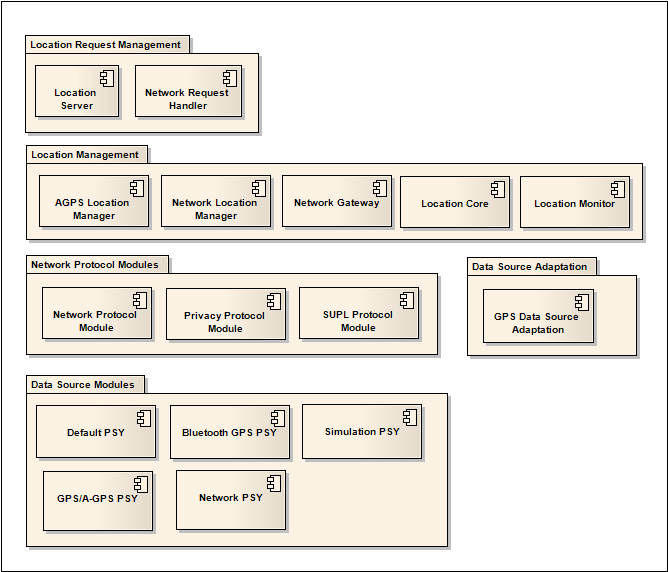 Location Request Management
Location
Server
Network Request
Handler
Location Management
AGPS Location
Manager
Network Location
Manager
Network Gateway
Location Core
Location Monitor
Network Protocol Modules
Network Protocol
Module
Privacy Protocol
Module
SUPL Protocol
Module
Data Source Adaptation
GPS Data Source
Adaptation
Data Source Modules
Default PSY
Bluetooth GPS PSY
Simulation PSY
GPS/A-GPS PSY
Network PSY